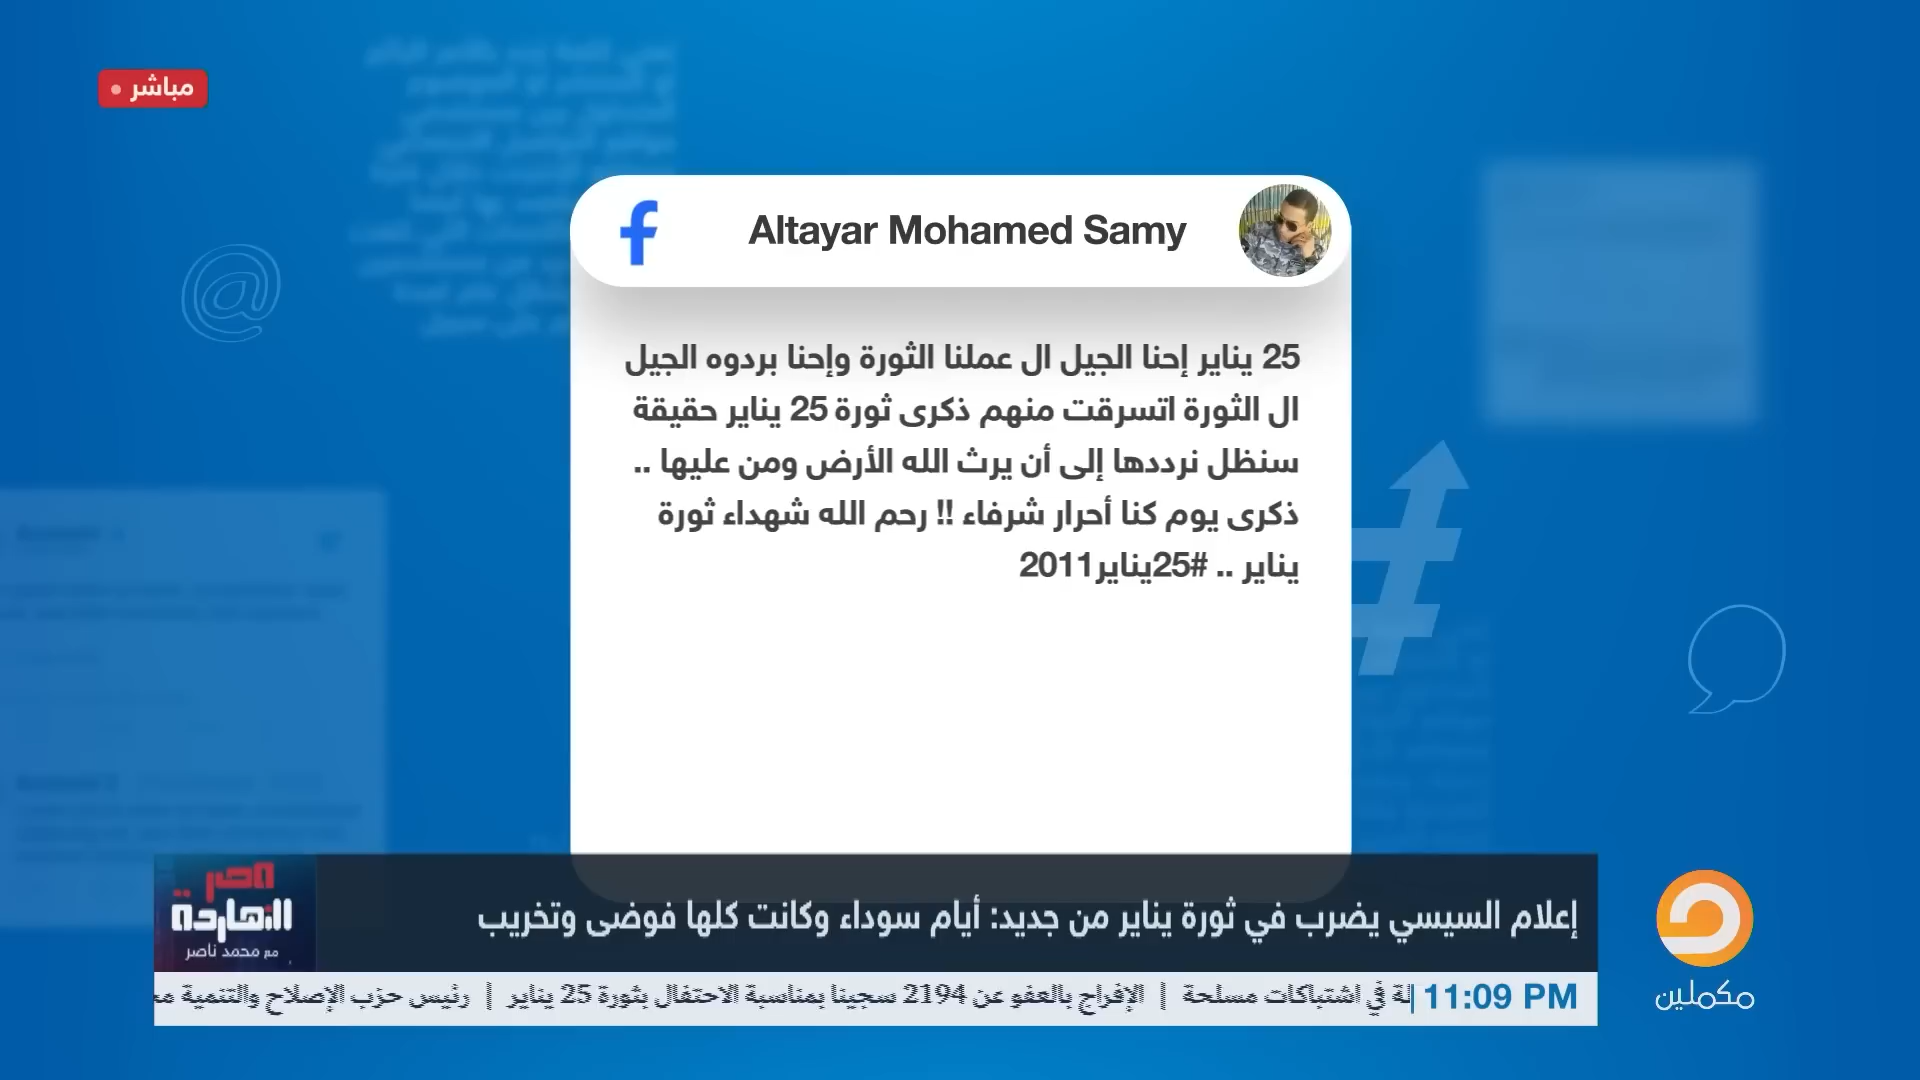 مباشر
Altayar Mohamed Samy
25 يناير إحنا الجيل ال عملنا الثورة وإحنا بردوه الجيل
ال الثورة اتسرقت منهم ذكرى ثورة 25 يناير حقيقة
سنظل نرددها إلى أن يرث الله الأرض ومن عليها ..
ذكرى يوم كنا أحرار شرفاء !! رحم الله شهداء ثورة
يناير .. #25يناير2011
إعلام السيسي يضرب في ثورة يناير من جديد: أيام سوداء وكانت كلها فوضى وتخريب
مصر
النهاردة
مع محمد ناصر
11:09 PM
في اشتباكات مسلحة | الإفراج بالعفو عن 2194 سجينا بمناسبة الاحتفال بثورة 25 يناير | رئيس حزب الإصلاح والتنمية
مكملين